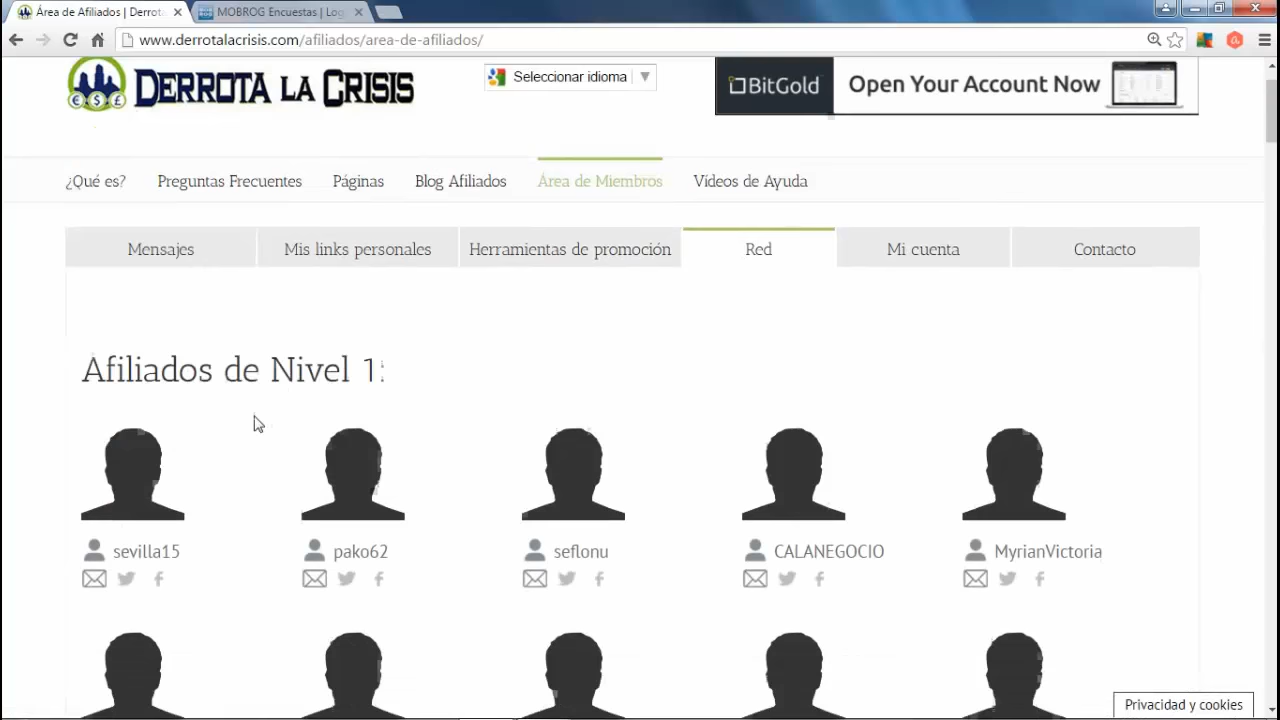 Área de Afiliados | Derrota
MOBROG Encuestas | Log
www.derrotalacrisis.com/afiliados/area-de-afiliados/
DERROTA LA CRISIS
Seleccionar idioma
BitGold
Open Your Account Now
¿Qué es?
Preguntas Frecuentes
Páginas
Blog Afiliados
Área de Miembros
Vídeos de Ayuda
Mensajes
Mis links personales
Herramientas de promoción
Red
Mi cuenta
Contacto
Afiliados de Nivel 1:
sevilla15
pako62
seflonu
CALANEGOCIO
MyrianVictoria
Privacidad y cookies